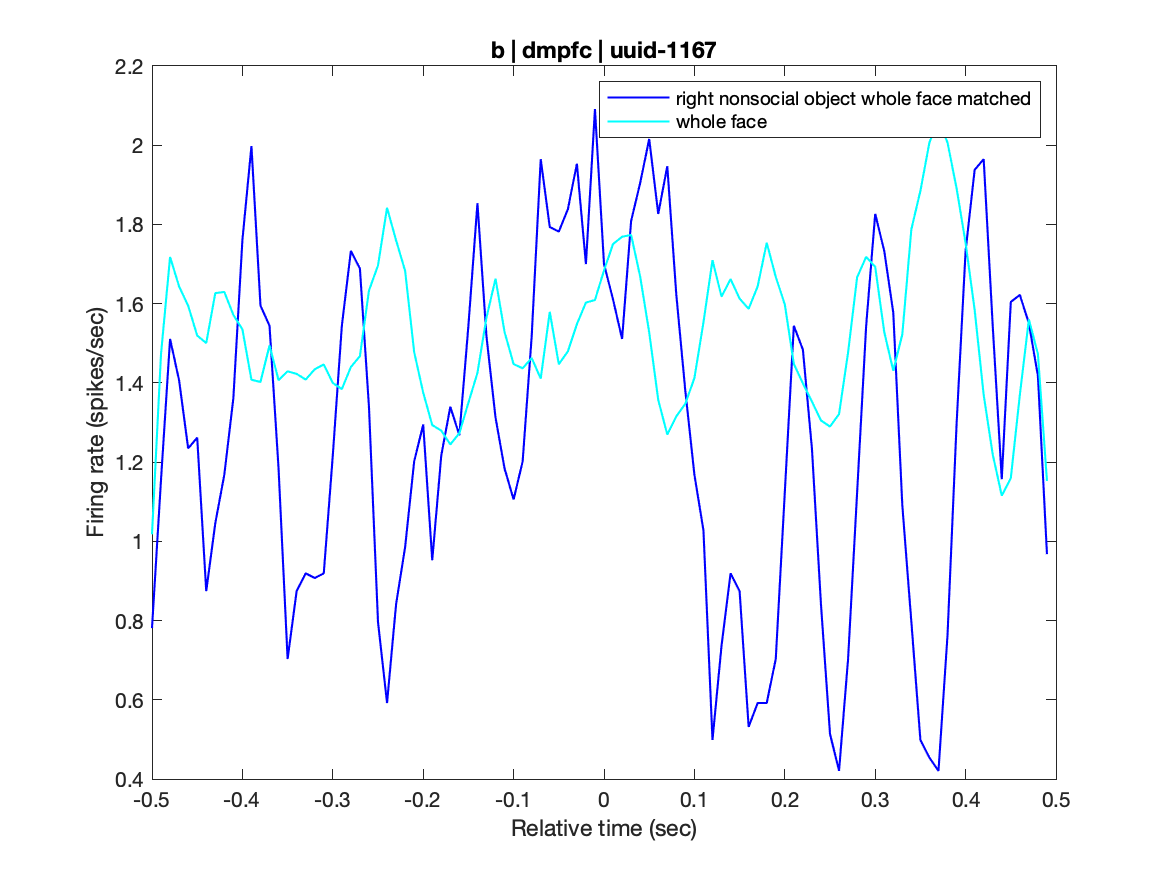 b | dmpfc | uuid-1167
right nonsocial object whole face matched
whole face
Firing rate (spikes/sec)
2.2
2
1.8
1.6
1.4
1.2
1
0.8
0.6
0.4
-0.5 -0.4 -0.3 -0.2 -0.1 0 0.1 0.2 0.3 0.4 0.5
Relative time (sec)